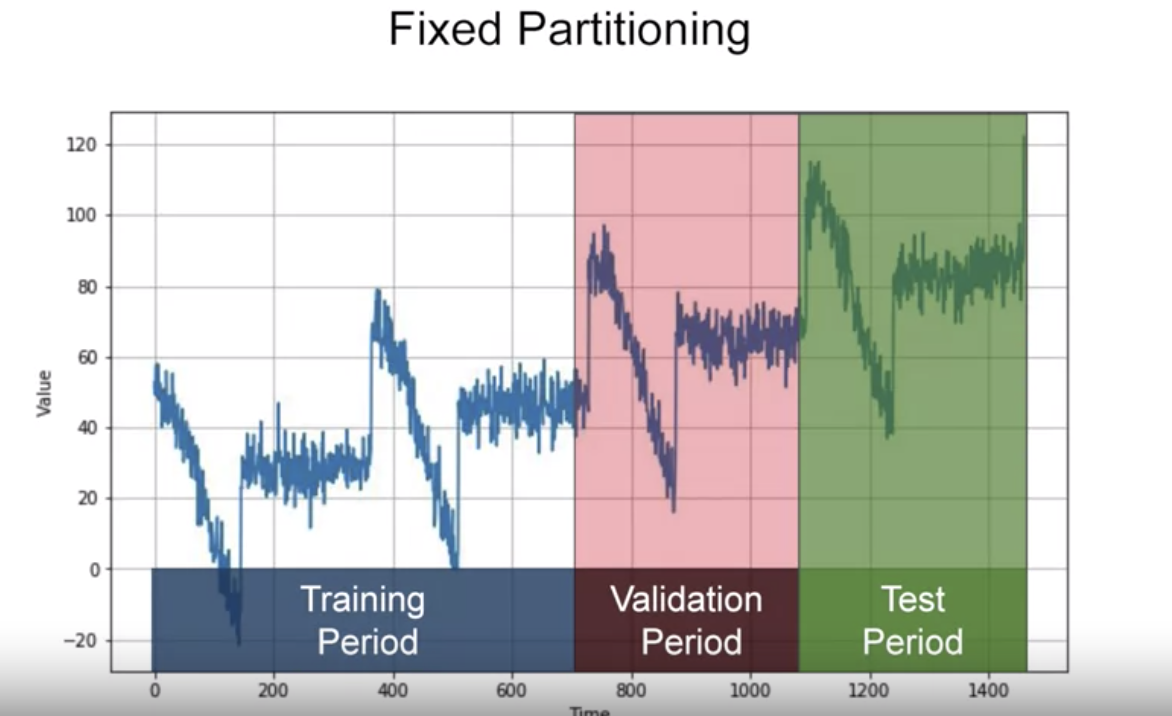 Fixed Partitioning
120
100
80
60
40
20
0
−20
Value
Training
Period
Validation
Period
Test
Period
0 200 400 600 800 1000 1200 1400
Time